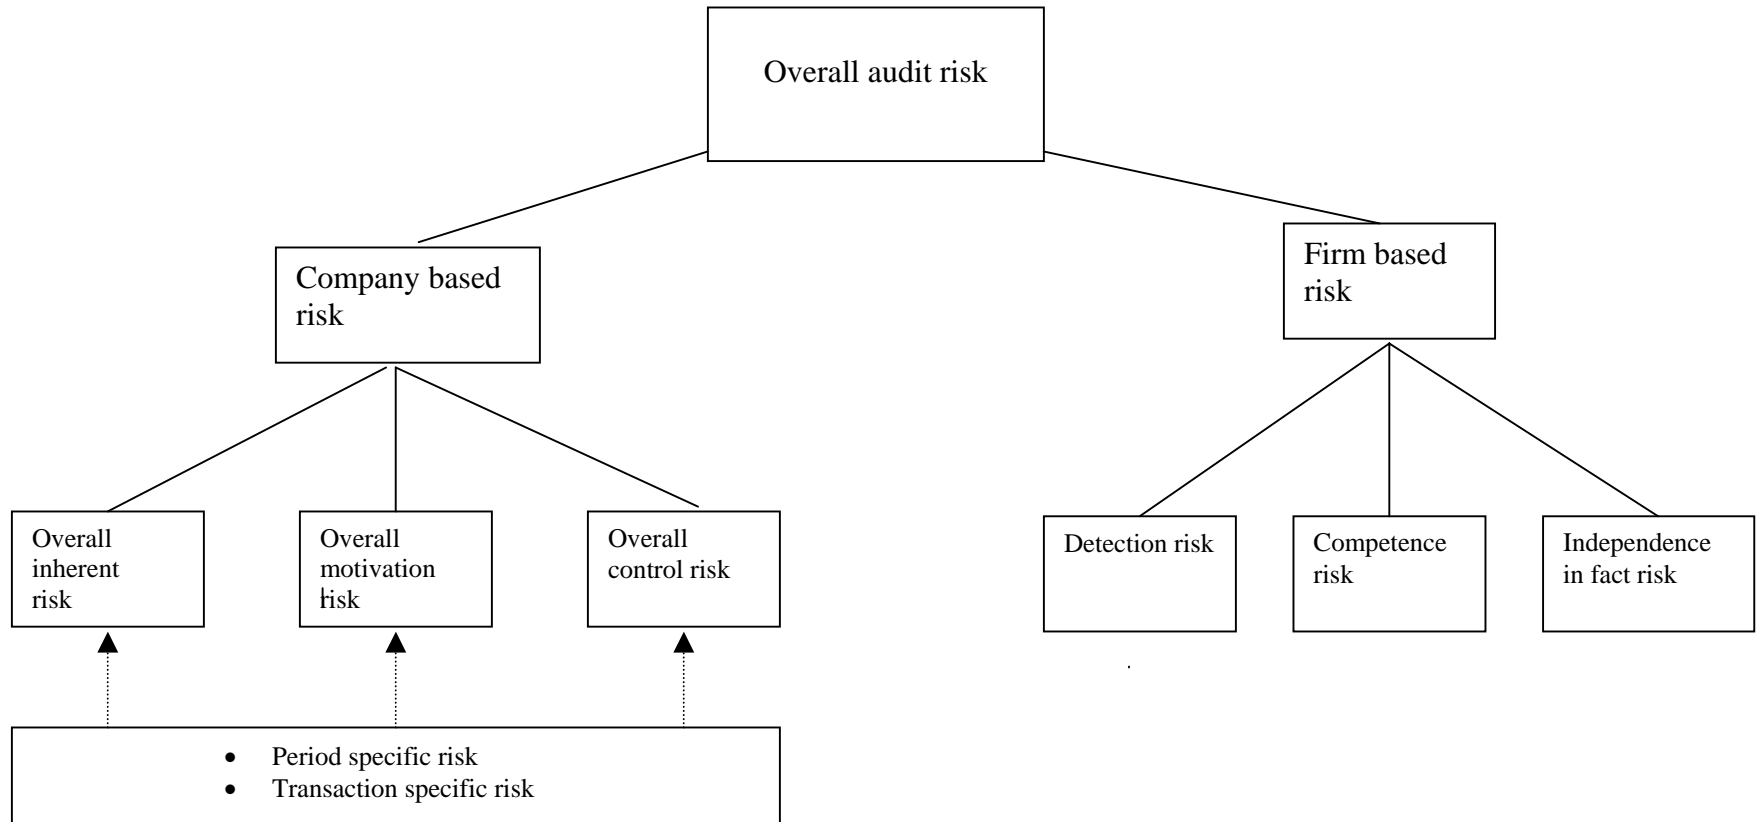 Overall audit risk
Company based
risk
Firm based
risk
Overall
inherent
risk
Overall
motivation
risk
Overall
control risk
Detection risk
Competence
risk
Independence
in fact risk
• Period specific risk
• Transaction specific risk